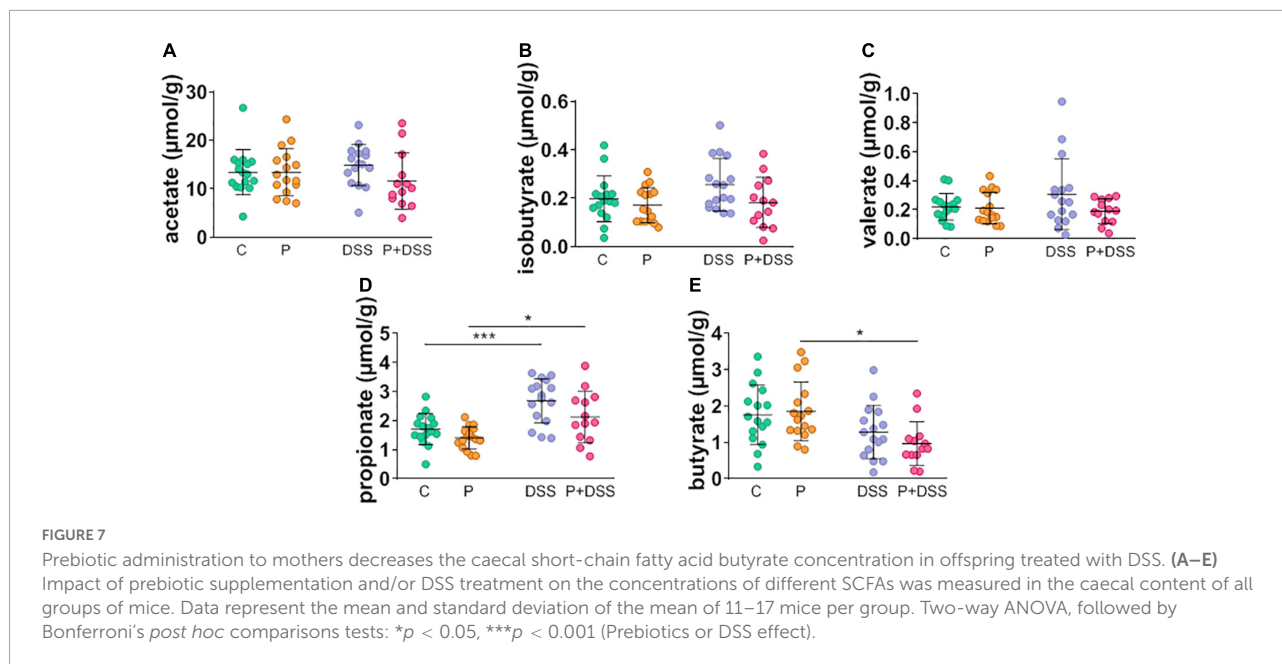 A
acetate (µmol/g)
30
20
10
0
C P DSS P+DSS
B
isobutyrate (µmol/g)
0.6
0.4
0.2
0.0
C P DSS P+DSS
C
valerate (µmol/g)
1.0
0.8
0.6
0.4
0.2
0.0
C P DSS P+DSS
D
propionate (µmol/g)
5
4
3
2
1
0
*
***
C P DSS P+DSS
E
butyrate (µmol/g)
5
4
3
2
1
0
*
C P DSS P+DSS
FIGURE 7
Prebiotic administration to mothers decreases the caecal short-chain fatty acid butyrate concentration in offspring treated with DSS. (A–E)
Impact of prebiotic supplementation and/or DSS treatment on the concentrations of different SCFAs was measured in the caecal content of all
groups of mice. Data represent the mean and standard deviation of the mean of 11–17 mice per group. Two-way ANOVA, followed by
Bonferroni's post hoc comparisons tests: *p < 0.05, ***p < 0.001 (Prebiotics or DSS effect).